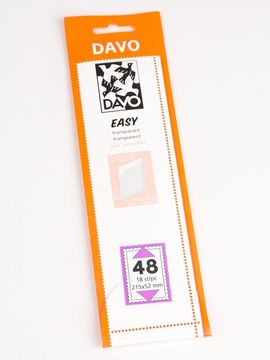 DAVO
DAVO
EASY
transparant
transparent
48
18 st/pc
215x52 mm